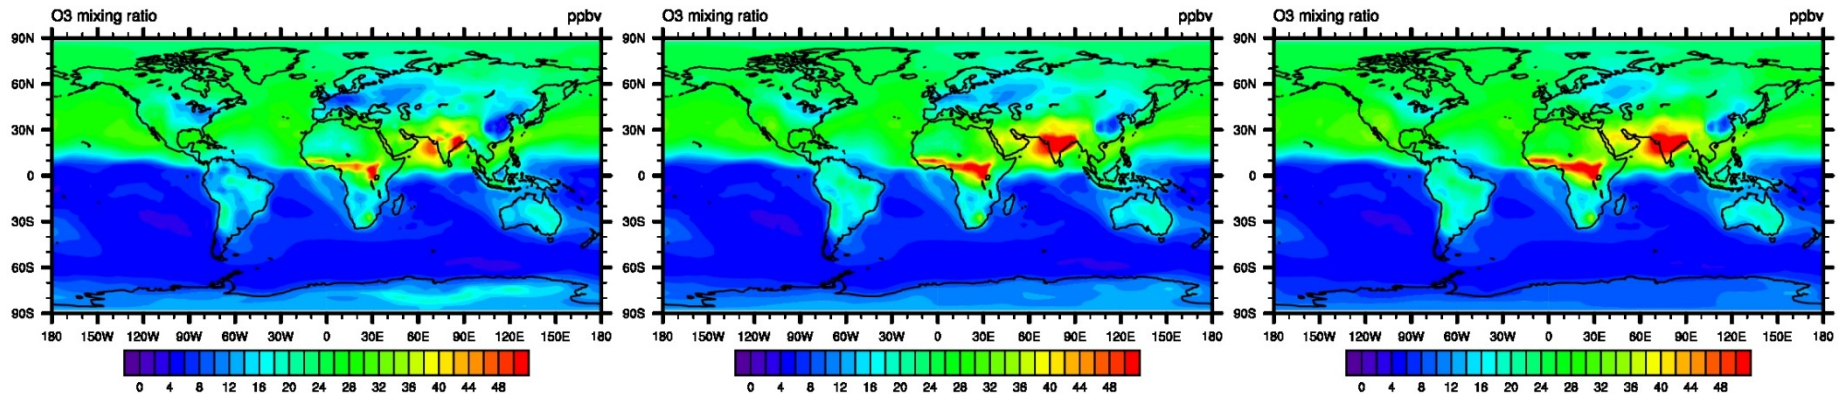 O3 mixing ratio ppbv O3 mixing ratio ppbv O3 mixing ratio ppbv
90N 90N 90N
60N 60N 60N
30N 30N 30N
0 0 0
30S 30S 30S
60S 60S 60S
90S 90S 90S
180 150W 120W 90W 60W 30W 0 30E 60E 90E 120E 150E 180 180 150W 120W 90W 60W 30W 0 30E 60E 90E 120E 150E 180 180 150W 120W 90W 60W 30W 0 30E 60E 90E 120E 150E 180
0 4 8 12 16 20 24 28 32 36 40 44 48 0 4 8 12 16 20 24 28 32 36 40 44 48 0 4 8 12 16 20 24 28 32 36 40 44 48